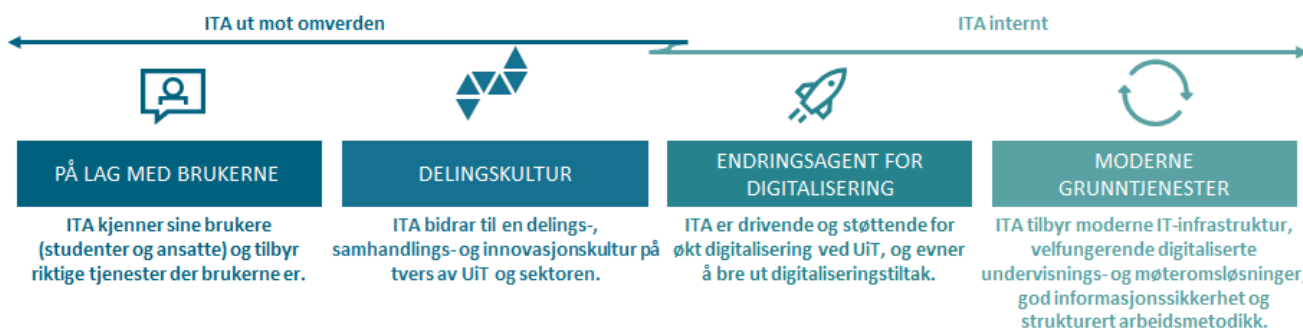 ITA ut mot omverden
ITA internt
PÅ LAG MED BRUKERNE
ITA kjenner sine brukere
(studenter og ansatte) og tilbyr
riktige tjenester der brukerne er.
DELINGSKULTUR
ITA bidrar til en delings-,
samhandlings- og innovasjonskultur på
tvers av UiT og sektoren.
ENDRINGSAGENT FOR
DIGITALISERING
ITA er drivende og støttende for
økt digitalisering ved UiT, og evner
å bre ut digitaliseringstiltak.
MODERNE
GRUNNTJENESTER
ITA tilbyr moderne IT-infrastruktur,
velfungerende digitaliserte
undervisnings- og møteromsløsninger,
god informasjonssikkerhet og
strukturert arbeidsmetodikk.